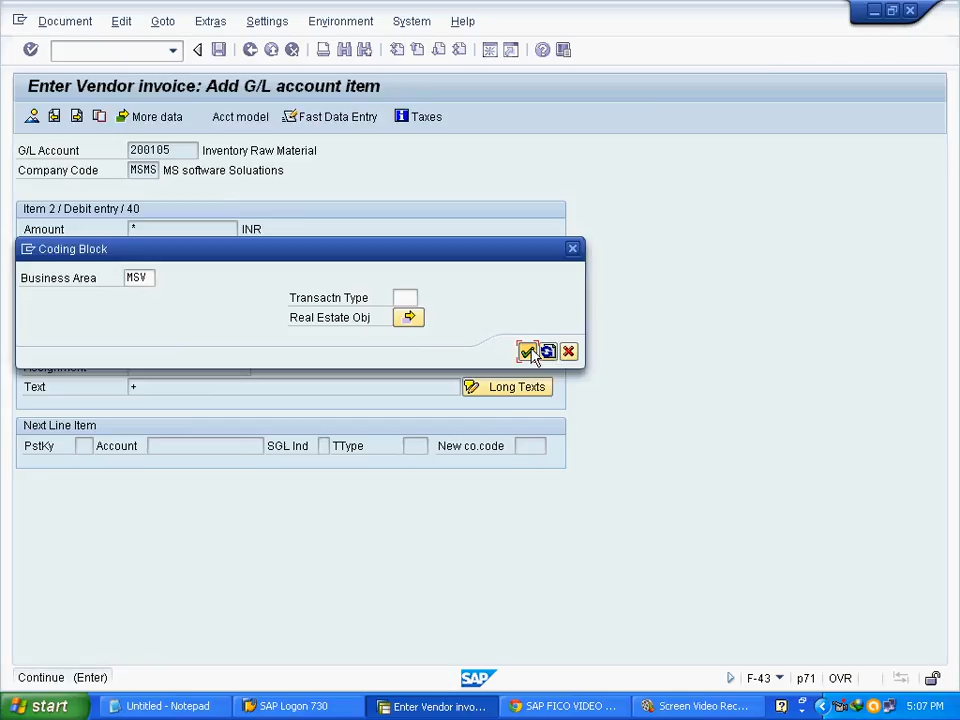 Document Edit Goto Extras Settings Environment System Help
Enter Vendor invoice: Add G/L account item
More data Acct model Fast Data Entry Taxes
G/L Account 200105 Inventory Raw Material
Company Code MSMS MS software Soluations
Item 2 / Debit entry / 40
Amount * INR
Coding Block
Business Area MSV
Transactn Type
Real Estate Obj
Text + Long Texts
Next Line Item
PstKy Account SGL Ind TType New co.code
Continue (Enter) SAP F-43 p71 OVR
start Untitled - Notepad SAP Logon 730 Enter Vendor invo... SAP FICO VIDEO ... Screen Video Rec... 5:07 PM